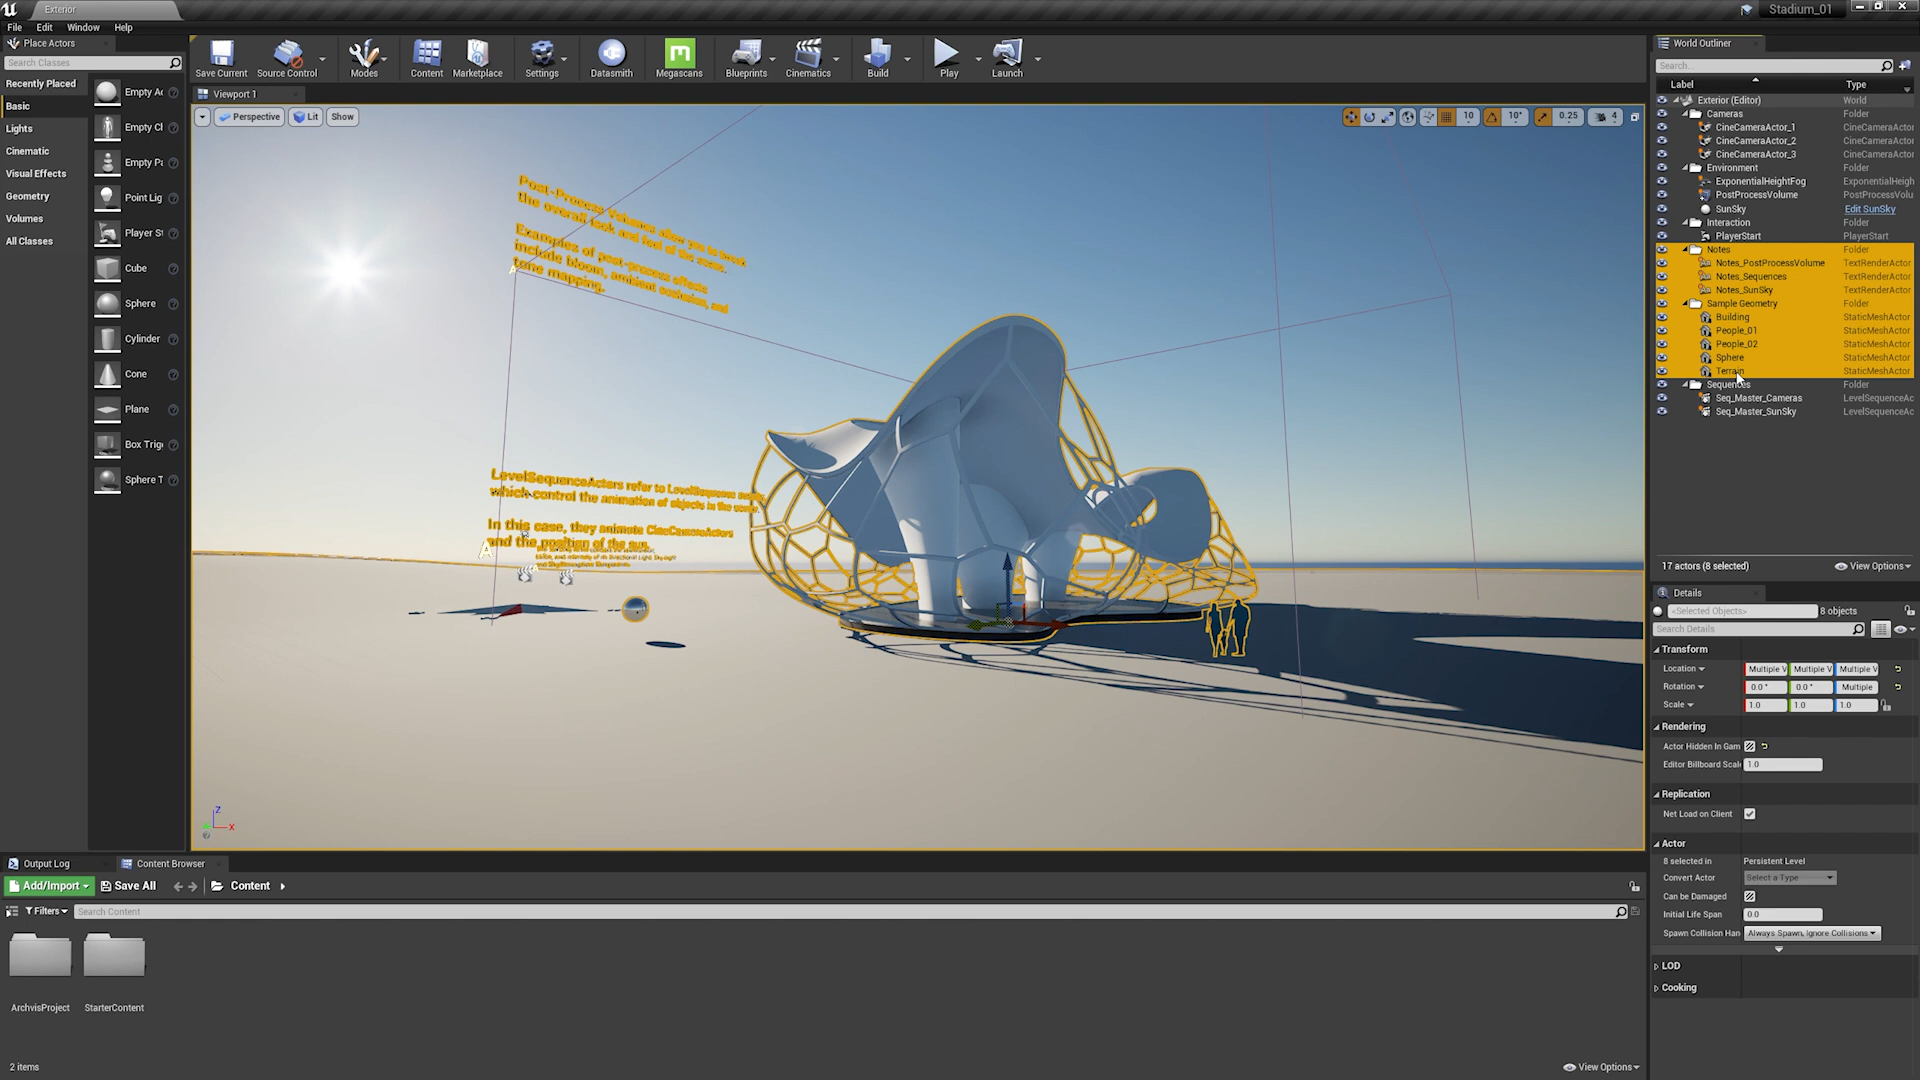 Exterior
Stadium_01
File Edit Window Help
Place Actors
Search Classes
Recently Placed
Basic
Lights
Cinematic
Visual Effects
Geometry
Volumes
All Classes
Empty Ac
Empty Cl
Empty Pa
Point Lig
Player St
Cube
Sphere
Cylinder
Cone
Plane
Box Trig
Sphere T
Save Current
Source Control
Modes
Content
Marketplace
Settings
Datasmith
Megascans
Blueprints
Cinematics
Build
Play
Launch
Viewport 1
Perspective
Lit
Show
10
10°
0.25
4
Post-Process Volumes allow you to tweak
the overall look and feel of the scene.
Examples of post-process effects
include bloom, ambient occlusion, and
tone mapping.
LevelSequenceActors refer to LevelSequence assets,
which control the animation of objects in the scene.
In this case, they animate CineCameraActors
and the position of the sun.
Z
X
World Outliner
Search...
Label Type
Exterior (Editor) World
Cameras Folder
CineCameraActor_1 CineCameraActor
CineCameraActor_2 CineCameraActor
CineCameraActor_3 CineCameraActor
Environment Folder
ExponentialHeightFog ExponentialHeigh
PostProcessVolume PostProcessVolu
SunSky Edit SunSky
Interaction Folder
PlayerStart PlayerStart
Notes Folder
Notes_PostProcessVolume TextRenderActor
Notes_Sequences TextRenderActor
Notes_SunSky TextRenderActor
Sample Geometry Folder
Building StaticMeshActor
People_01 StaticMeshActor
People_02 StaticMeshActor
Sphere StaticMeshActor
Terrain StaticMeshActor
Sequences Folder
Seq_Master_Cameras LevelSequenceAc
Seq_Master_SunSky LevelSequenceAc
17 actors (8 selected) View Options
Details
<Selected Objects> 8 objects
Search Details
Transform
Location Multiple V Multiple V Multiple V
Rotation 0.0° 0.0° Multiple
Scale 1.0 1.0 1.0
Rendering
Actor Hidden In Gam
Editor Billboard Scale 1.0
Replication
Net Load on Client
Actor
8 selected in Persistent Level
Convert Actor Select a Type
Can be Damaged
Initial Life Span 0.0
Spawn Collision Han Always Spawn, Ignore Collisions
LOD
Cooking
Output Log
Content Browser
Add/Import Save All Content
Filters Search Content
ArchvisProject
StarterContent
2 items
View Options